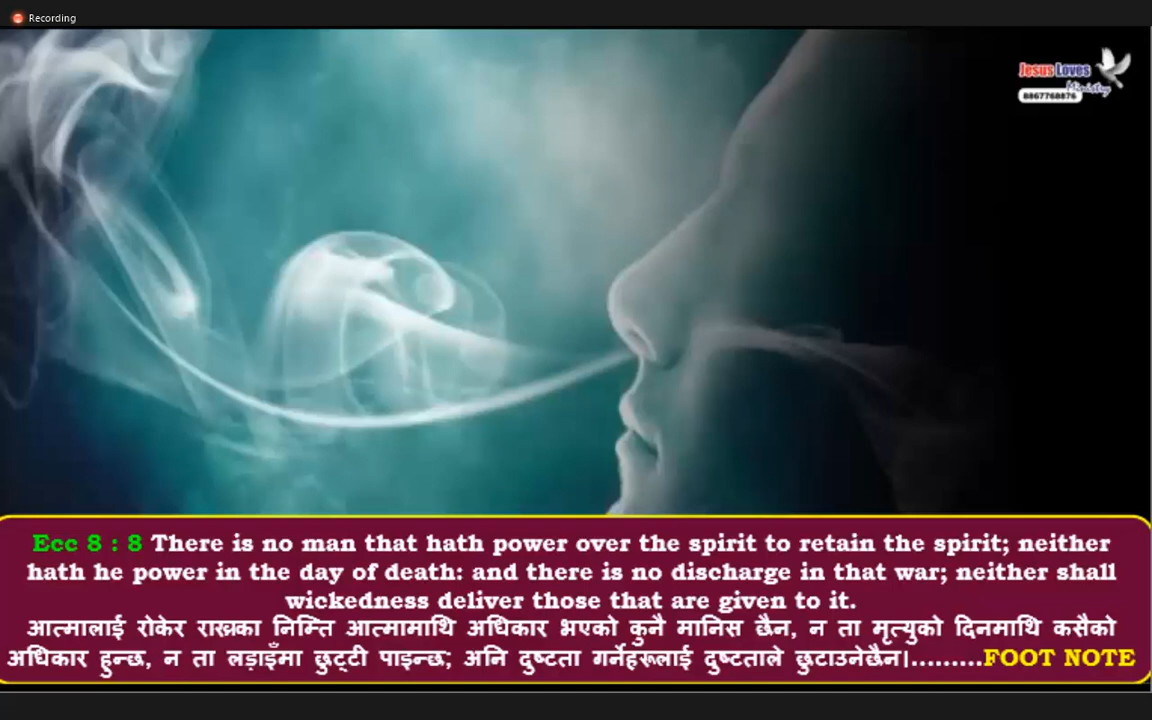 Recording
Jesus Loves
Ministry
8867768876
Ecc 8 : 8 There is no man that hath power over the spirit to retain the spirit; neither
hath he power in the day of death: and there is no discharge in that war; neither shall
wickedness deliver those that are given to it.
आत्मालाई रोकेर राख्नका निम्ति आत्मामाथि अधिकार भएको कुनै मानिस छैन, न ता मृत्युको दिनमाथि कसैको
अधिकार हुन्छ, न ता लड़ाइँमा छुट्टी पाइन्छ; अनि दुष्टता गर्नेहरूलाई दुष्टताले छुटाउनेछैन।.........FOOT NOTE